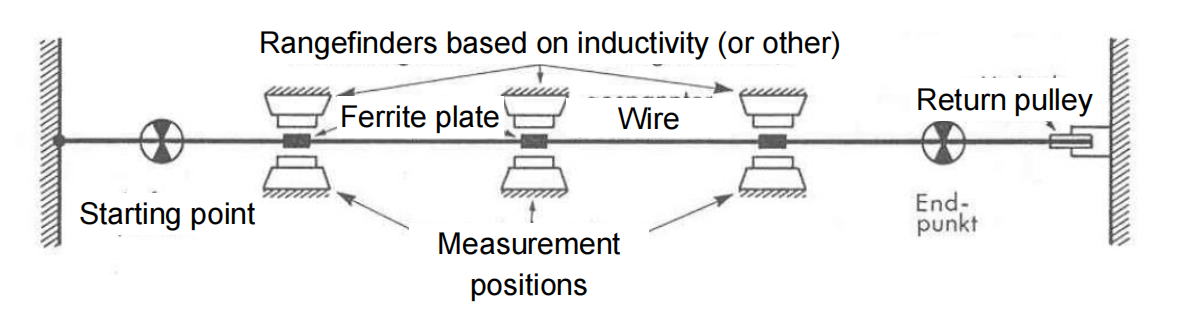 Rangefinders based on inductivity (or other)
Ferrite plate
Wire
Return pulley
Starting point
End-
punkt
Measurement
positions